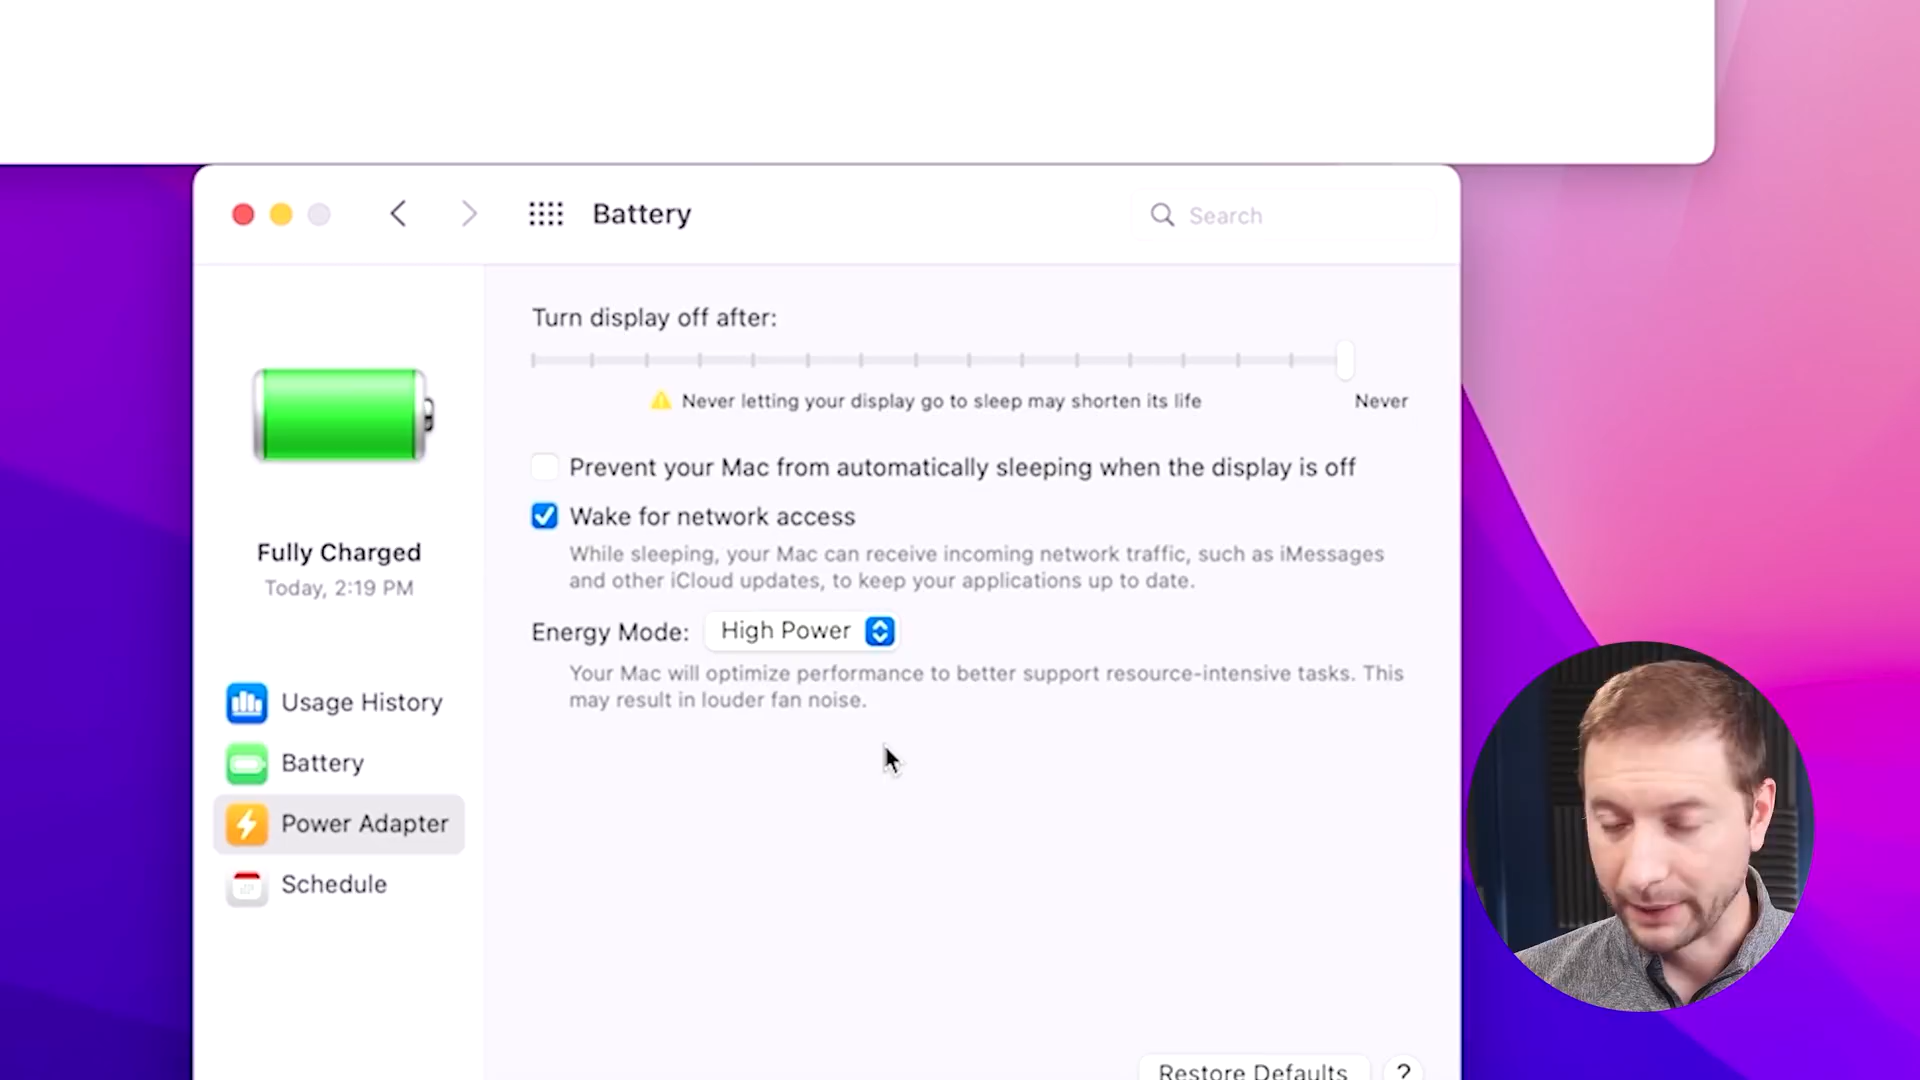 Battery
Search
Turn display off after:
Never letting your display go to sleep may shorten its life
Never
Prevent your Mac from automatically sleeping when the display is off
Wake for network access
While sleeping, your Mac can receive incoming network traffic, such as iMessages
and other iCloud updates, to keep your applications up to date.
Fully Charged
Today, 2:19 PM
Energy Mode: High Power
Your Mac will optimize performance to better support resource-intensive tasks. This
may result in louder fan noise.
Usage History
Battery
Power Adapter
Schedule
Restore Defaults ?